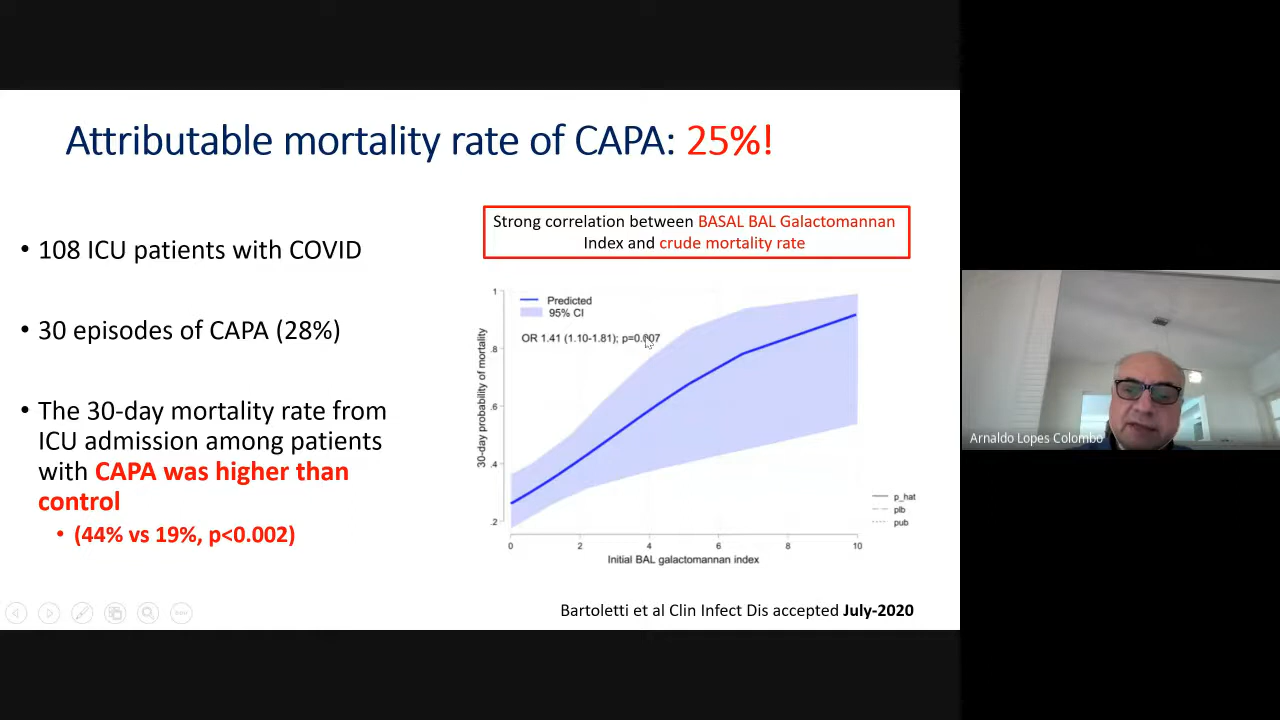 Attributable mortality rate of CAPA: 25%!
• 108 ICU patients with COVID
• 30 episodes of CAPA (28%)
• The 30-day mortality rate from
ICU admission among patients
with CAPA was higher than
control
• (44% vs 19%, p<0.002)
Strong correlation between BASAL BAL Galactomannan
Index and crude mortality rate
Predicted
95% CI
OR 1.41 (1.10-1.81); p=0.007
30-day probability of mortality
1
.8
.6
.4
.2
0 2 4 6 8 10
Initial BAL galactomannan index
p_hat
plb
pub
Bartoletti et al Clin Infect Dis accepted July-2020
Arnaldo Lopes Colombo